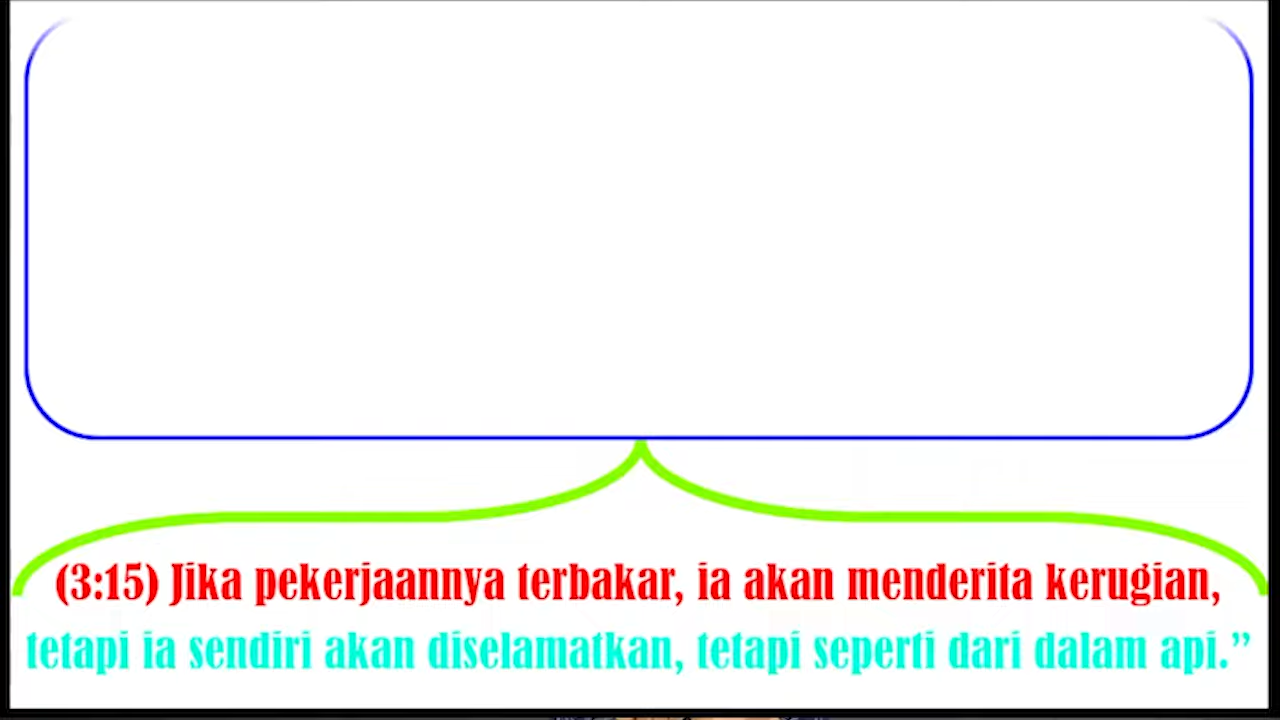 (3:15) Jika pekerjaannya terbakar, ia akan menderita kerugian,
tetapi ia sendiri akan diselamatkan, tetapi seperti dari dalam api.”